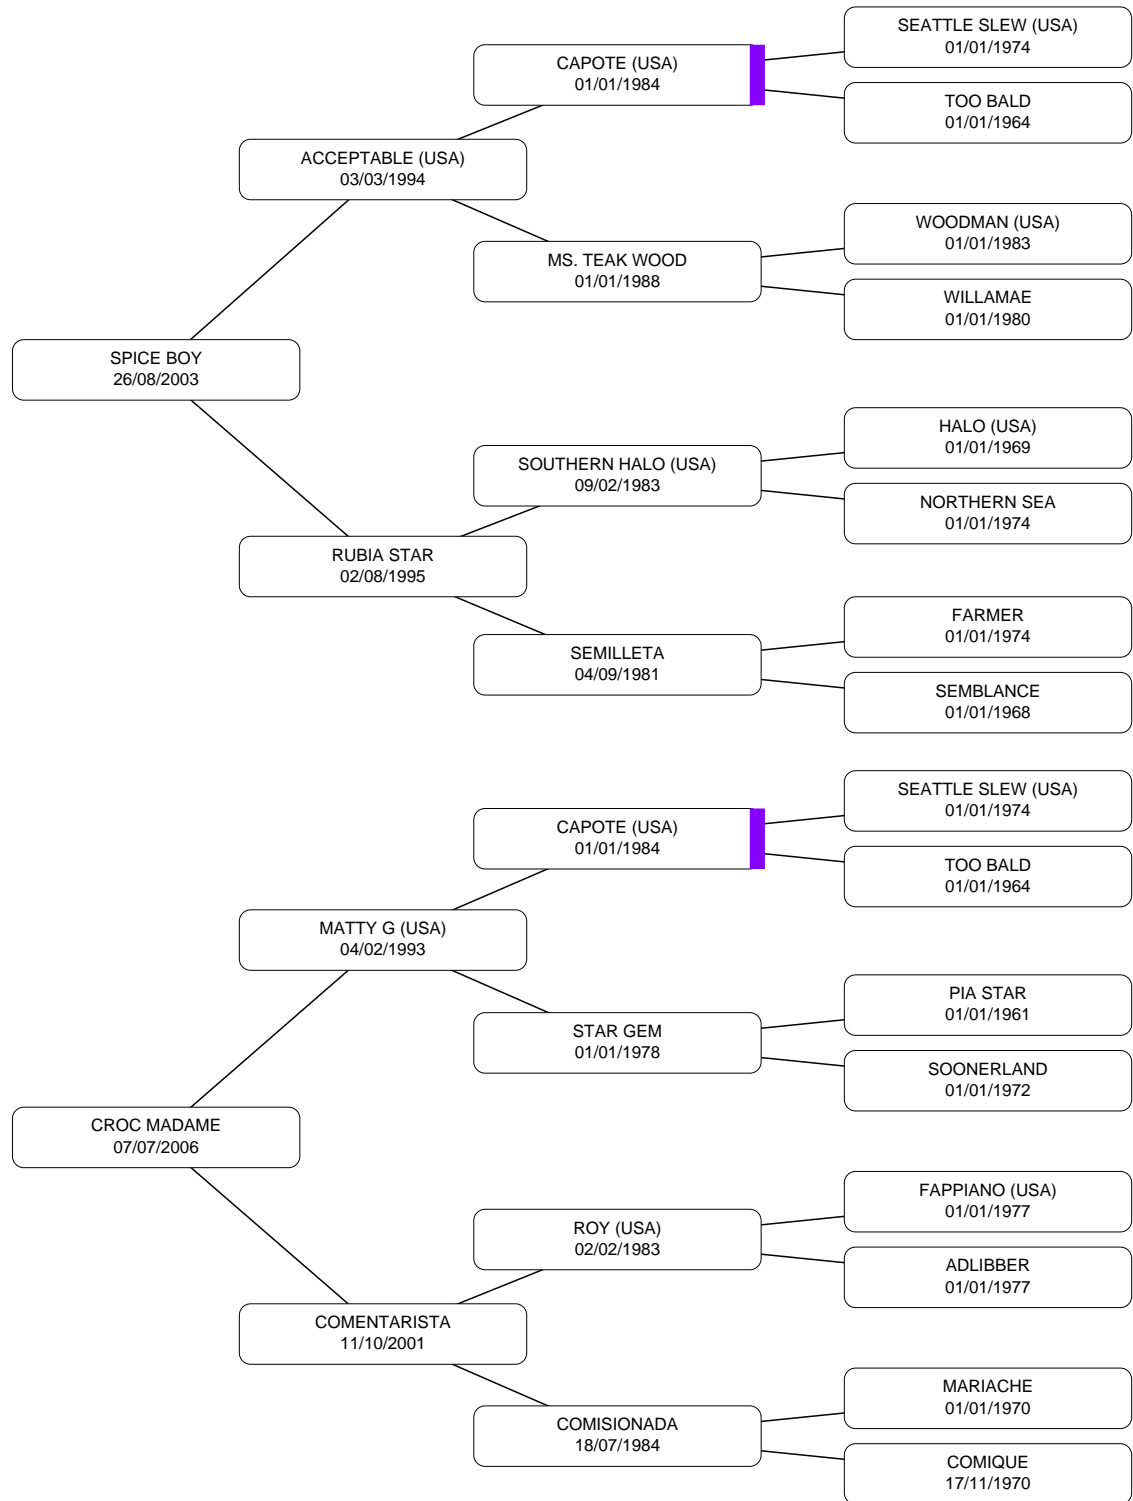 SEATTLE SLEW (USA)
01/01/1974
CAPOTE (USA)
01/01/1984
TOO BALD
01/01/1964
ACCEPTABLE (USA)
03/03/1994
WOODMAN (USA)
01/01/1983
MS. TEAK WOOD
01/01/1988
WILLAMAE
01/01/1980
SPICE BOY
26/08/2003
HALO (USA)
01/01/1969
SOUTHERN HALO (USA)
09/02/1983
NORTHERN SEA
01/01/1974
RUBIA STAR
02/08/1995
FARMER
01/01/1974
SEMILLETA
04/09/1981
SEMBLANCE
01/01/1968
SEATTLE SLEW (USA)
01/01/1974
CAPOTE (USA)
01/01/1984
TOO BALD
01/01/1964
MATTY G (USA)
04/02/1993
PIA STAR
01/01/1961
STAR GEM
01/01/1978
SOONERLAND
01/01/1972
CROC MADAME
07/07/2006
FAPPIANO (USA)
01/01/1977
ROY (USA)
02/02/1983
ADLIBBER
01/01/1977
COMENTARISTA
11/10/2001
MARIACHE
01/01/1970
COMISIONADA
18/07/1984
COMIQUE
17/11/1970